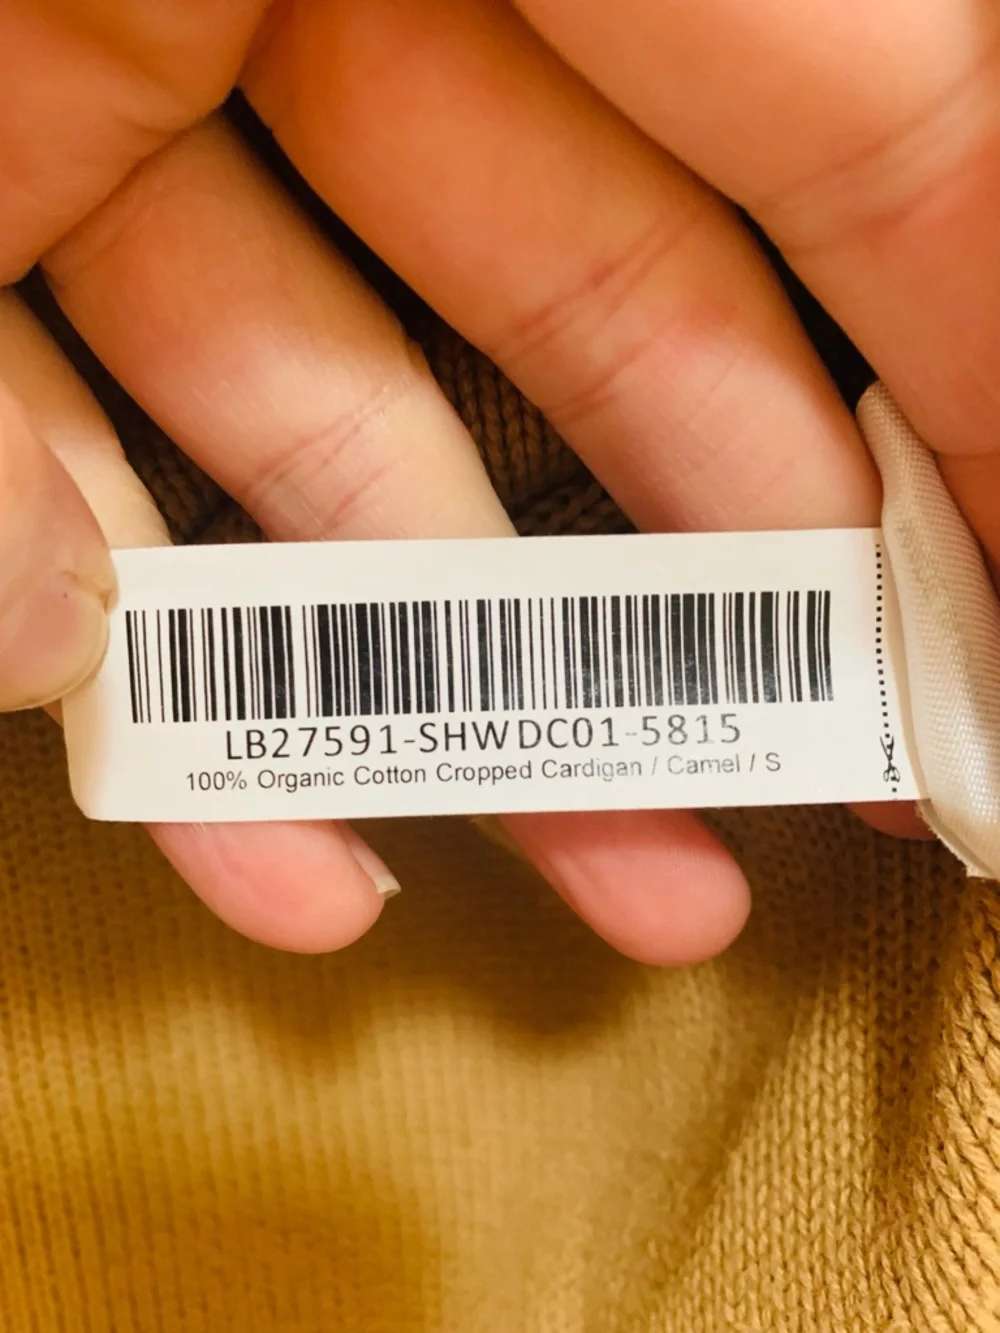 LB27591-SHWDC01-5815
100% Organic Cotton Cropped Cardigan / Camel / S